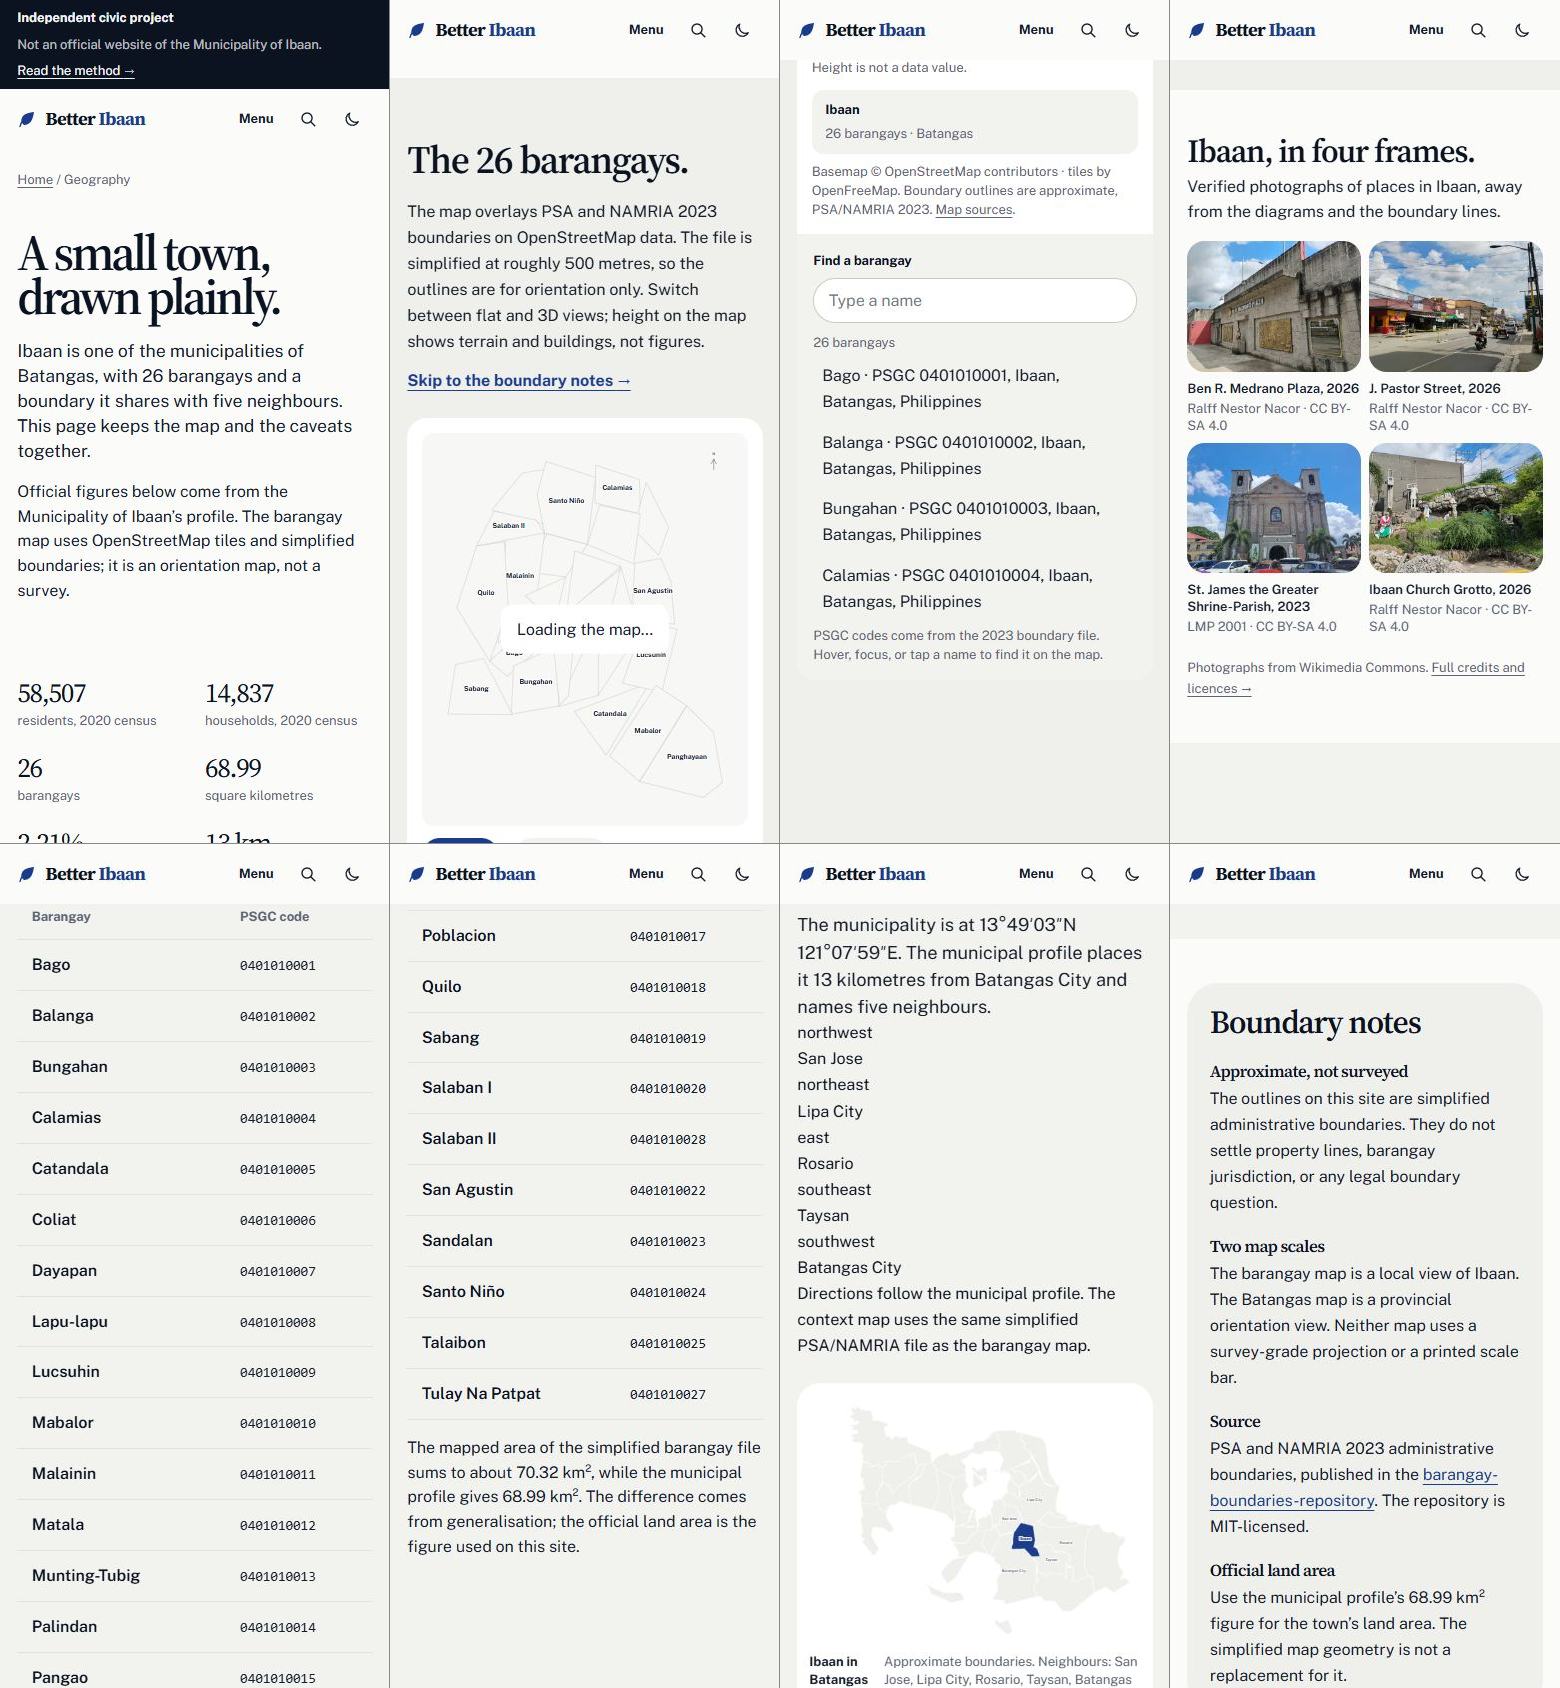 Independent civic project
Not an official website of the Municipality of Ibaan.
Read the method →
Better Ibaan
Menu
Home / Geography
A small town,
drawn plainly.
Ibaan is one of the municipalities of
Batangas, with 26 barangays and a
boundary it shares with five neighbours.
This page keeps the map and the caveats
together.
Official figures below come from the
Municipality of Ibaan's profile. The barangay
map uses OpenStreetMap tiles and simplified
boundaries; it is an orientation map, not a
survey.
58,507
residents, 2020 census
14,837
households, 2020 census
26
barangays
68.99
square kilometres
2.21%
13 km
Better Ibaan
Menu
The 26 barangays.
The map overlays PSA and NAMRIA 2023
boundaries on OpenStreetMap data. The file is
simplified at roughly 500 metres, so the
outlines are for orientation only. Switch
between flat and 3D views; height on the map
shows terrain and buildings, not figures.
Skip to the boundary notes →
Calamias
Santo Niño
Salaban II
Malainin
Quilo
San Agustin
Loading the map…
Lucsuhin
Bungahan
Sabang
Catandala
Mabalor
Panghayaan
Better Ibaan
Menu
Height is not a data value.
Ibaan
26 barangays · Batangas
Basemap © OpenStreetMap contributors · tiles by
OpenFreeMap. Boundary outlines are approximate,
PSA/NAMRIA 2023. Map sources.
Find a barangay
Type a name
26 barangays
Bago · PSGC 0401010001, Ibaan,
Batangas, Philippines
Balanga · PSGC 0401010002, Ibaan,
Batangas, Philippines
Bungahan · PSGC 0401010003, Ibaan,
Batangas, Philippines
Calamias · PSGC 0401010004, Ibaan,
Batangas, Philippines
PSGC codes come from the 2023 boundary file.
Hover, focus, or tap a name to find it on the map.
Better Ibaan
Menu
Ibaan, in four frames.
Verified photographs of places in Ibaan, away
from the diagrams and the boundary lines.
Ben R. Medrano Plaza, 2026
Ralff Nestor Nacor · CC BY-
SA 4.0
J. Pastor Street, 2026
Ralff Nestor Nacor · CC BY-
SA 4.0
St. James the Greater
Shrine-Parish, 2023
LMP 2001 · CC BY-SA 4.0
Ibaan Church Grotto, 2026
Ralff Nestor Nacor · CC BY-
SA 4.0
Photographs from Wikimedia Commons. Full credits and
licences →
Better Ibaan
Menu
Barangay PSGC code
Bago 0401010001
Balanga 0401010002
Bungahan 0401010003
Calamias 0401010004
Catandala 0401010005
Coliat 0401010006
Dayapan 0401010007
Lapu-lapu 0401010008
Lucsuhin 0401010009
Mabalor 0401010010
Malainin 0401010011
Matala 0401010012
Munting-Tubig 0401010013
Palindan 0401010014
Pangao 0401010015
Better Ibaan
Menu
Poblacion 0401010017
Quilo 0401010018
Sabang 0401010019
Salaban I 0401010020
Salaban II 0401010028
San Agustin 0401010022
Sandalan 0401010023
Santo Niño 0401010024
Talaibon 0401010025
Tulay Na Patpat 0401010027
The mapped area of the simplified barangay file
sums to about 70.32 km², while the municipal
profile gives 68.99 km². The difference comes
from generalisation; the official land area is the
figure used on this site.
Better Ibaan
Menu
The municipality is at 13°49′03″N
121°07′59″E. The municipal profile places
it 13 kilometres from Batangas City and
names five neighbours.
northwest
San Jose
northeast
Lipa City
east
Rosario
southeast
Taysan
southwest
Batangas City
Directions follow the municipal profile. The
context map uses the same simplified
PSA/NAMRIA file as the barangay map.
Lipa City
San Jose
Ibaan
Rosario
Taysan
Batangas City
Ibaan in
Batangas
Approximate boundaries. Neighbours: San
Jose, Lipa City, Rosario, Taysan, Batangas
Better Ibaan
Menu
Boundary notes
Approximate, not surveyed
The outlines on this site are simplified
administrative boundaries. They do not
settle property lines, barangay
jurisdiction, or any legal boundary
question.
Two map scales
The barangay map is a local view of Ibaan.
The Batangas map is a provincial
orientation view. Neither map uses a
survey-grade projection or a printed scale
bar.
Source
PSA and NAMRIA 2023 administrative
boundaries, published in the barangay-
boundaries-repository. The repository is
MIT-licensed.
Official land area
Use the municipal profile's 68.99 km²
figure for the town's land area. The
simplified map geometry is not a
replacement for it.